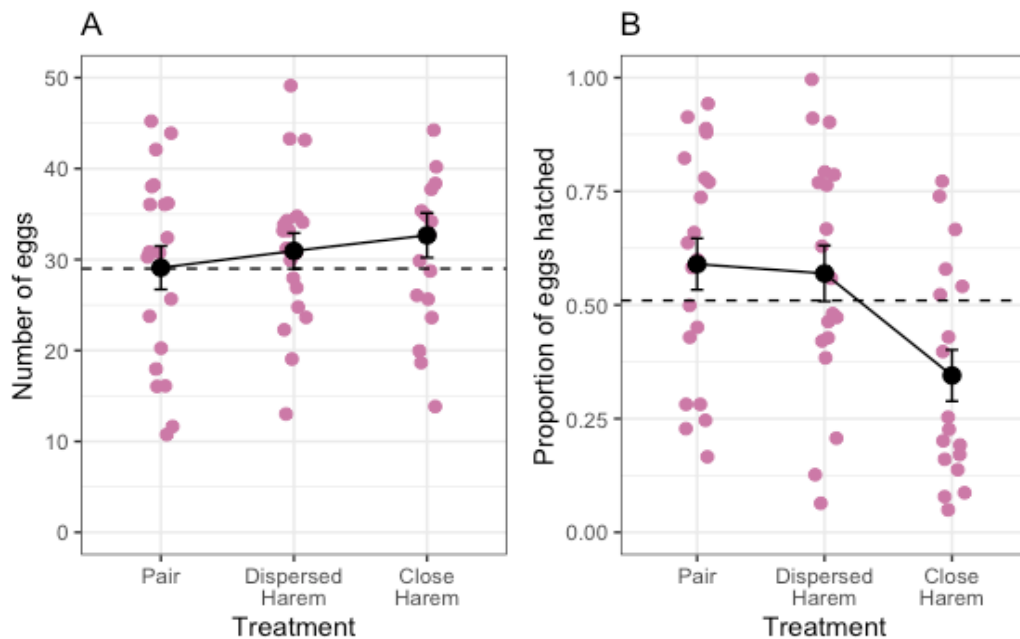 A
Number of eggs
50
40
30
20
10
0
Pair
Dispersed
Harem
Close
Harem
Treatment
B
Proportion of eggs hatched
1.00
0.75
0.50
0.25
0.00
Pair
Dispersed
Harem
Close
Harem
Treatment